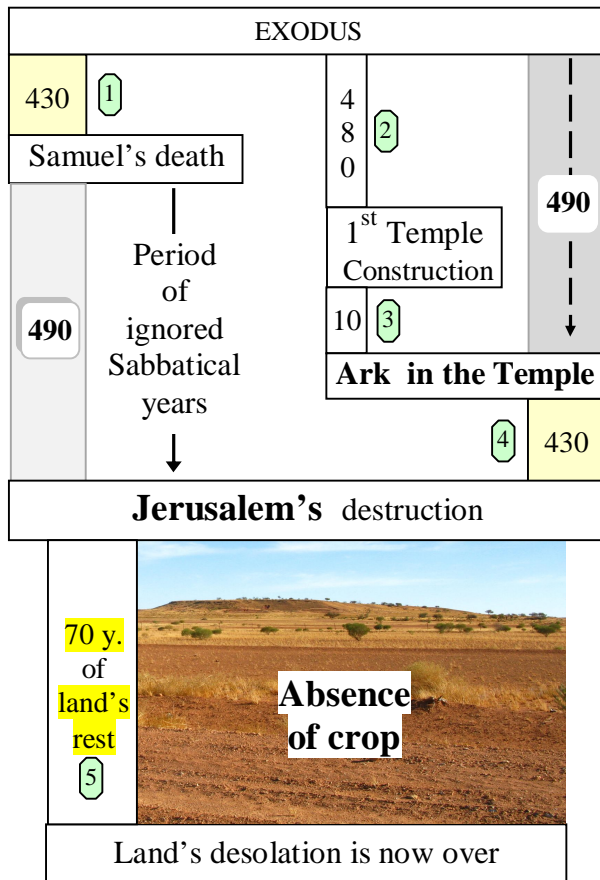 EXODUS
430
1
Samuel's death
Period
of
ignored
Sabbatical
years
490
4
8
0
2
1st Temple
Construction
10
3
Ark in the Temple
490
4
430
Jerusalem's destruction
70 y.
of
land's
rest
5
Absence
of crop
Land's desolation is now over